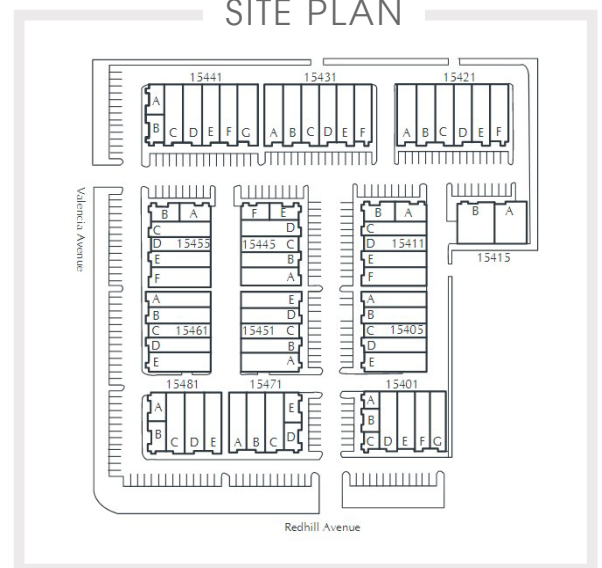 SITE PLAN
15441 15431 15421
A
B C D E F G A B C D E F A B C D E F
Valencia Avenue
B A F E B A B A
C D C
D 15455 15445 C D 15411 15415
E B E
F A F
A E A
B D B
C 15461 15451 C C 15405
D B D
E A E
15481 15471 15401
A E A
B C D E A B C D B
C D E F G
Redhill Avenue